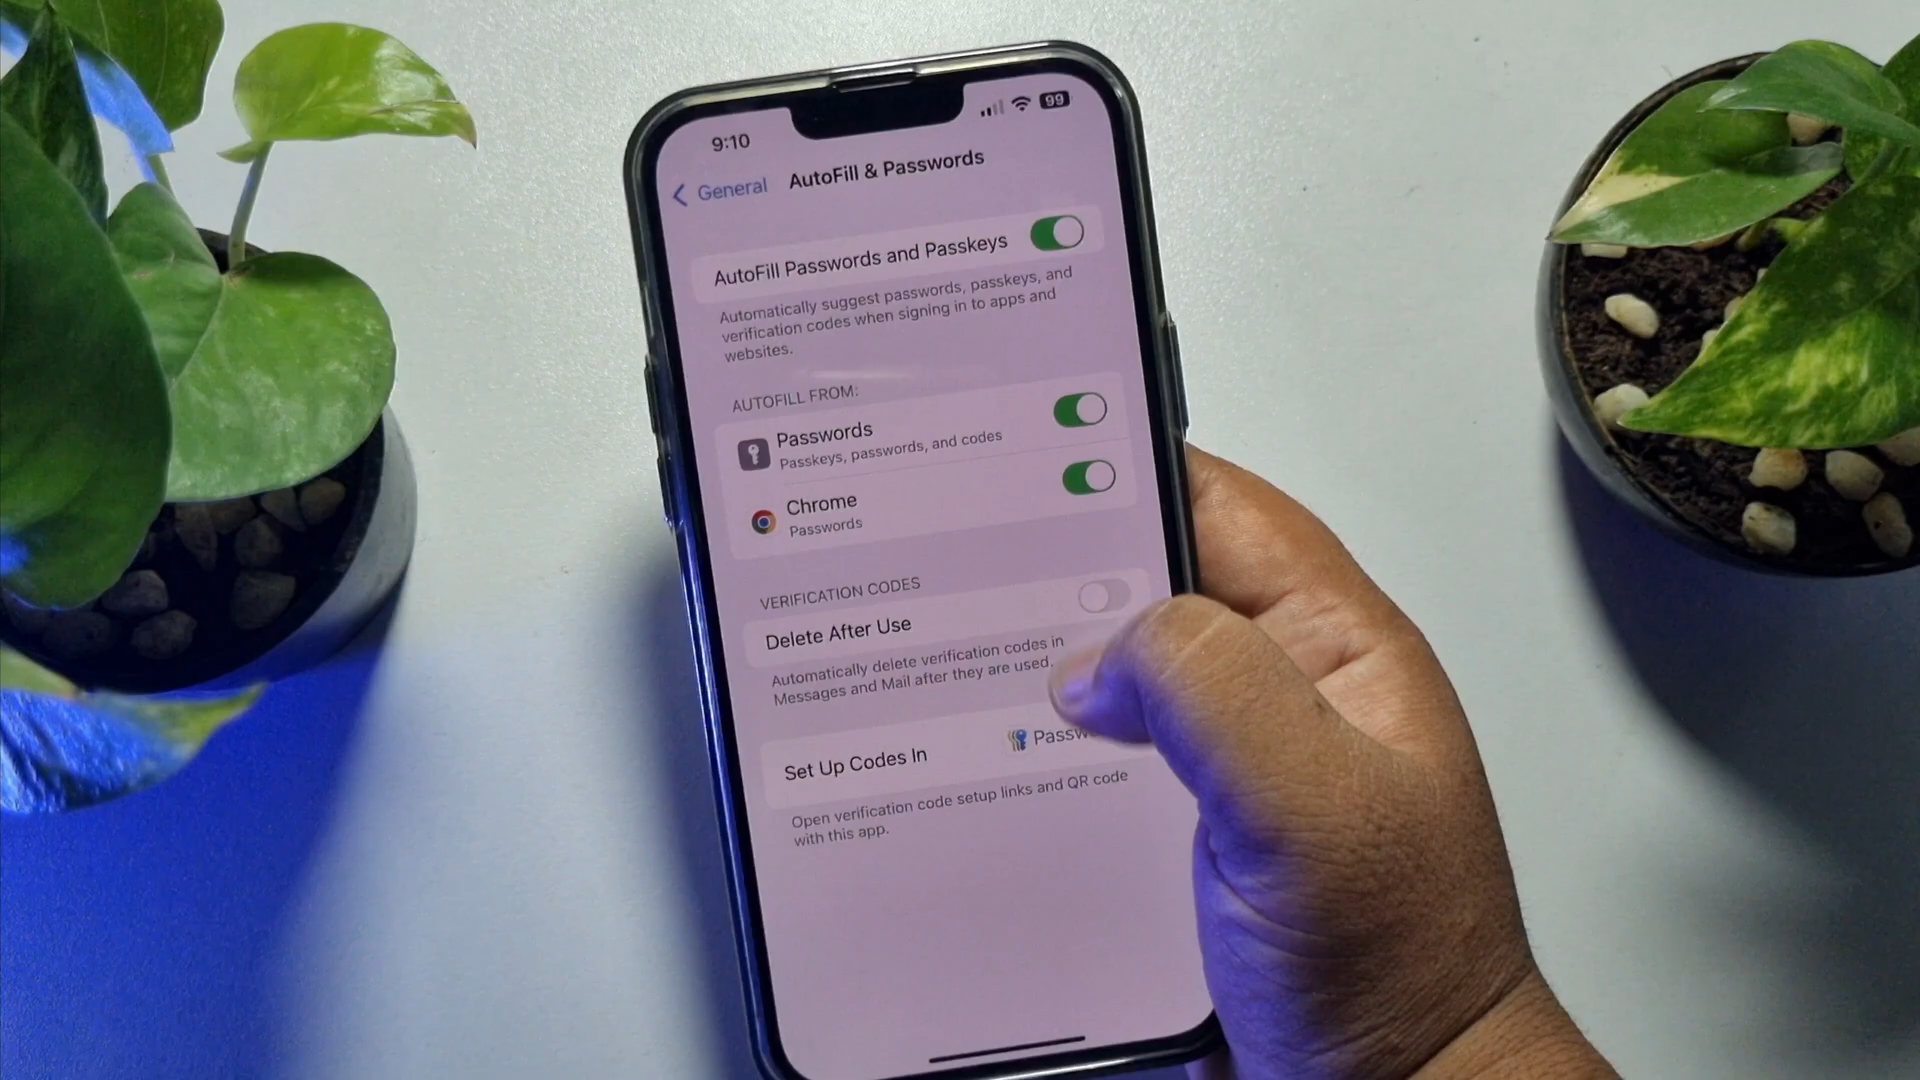 9:10
99
General
AutoFill & Passwords
AutoFill Passwords and Passkeys
Automatically suggest passwords, passkeys, and
verification codes when signing in to apps and
websites.
AUTOFILL FROM:
Passwords
Passkeys, passwords, and codes
Chrome
Passwords
VERIFICATION CODES
Delete After Use
Automatically delete verification codes in
Messages and Mail after they are used.
Set Up Codes In
Open verification code setup links and QR code
with this app.